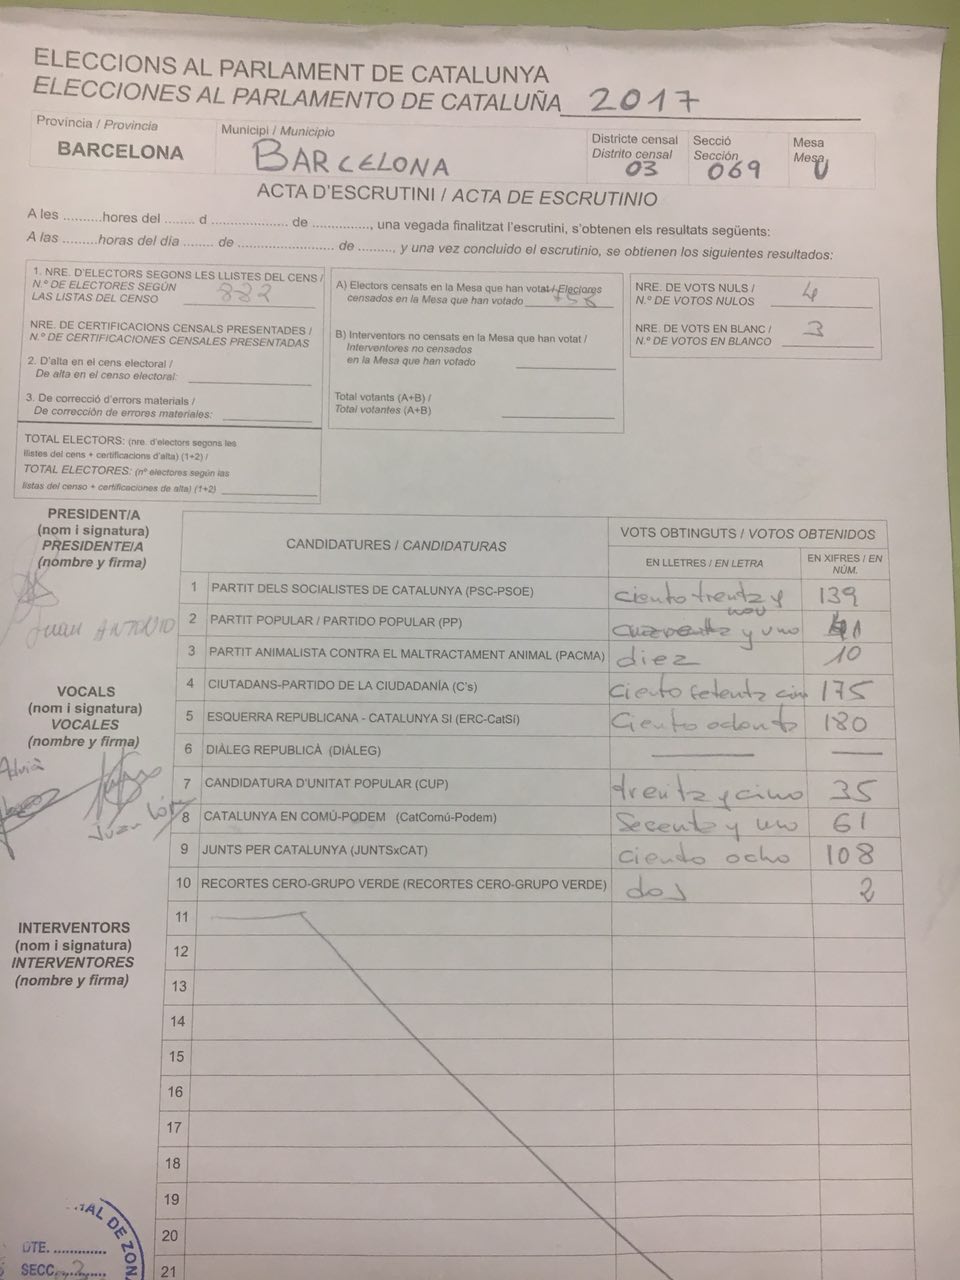 ELECCIONS AL PARLAMENT DE CATALUNYA
ELECCIONES AL PARLAMENTO DE CATALUÑA 2017
Provincia / Provincia
BARCELONA
Municipi / Municipio
BARCELONA
Districte censal
Distrito censal
03
Secció
Sección
069
Mesa
Mesa
U
ACTA D'ESCRUTINI / ACTA DE ESCRUTINIO
A les .........hores del ........ d .................... de ..............., una vegada finalitzat l'escrutini, s'obtenen els resultats següents:
A las .........horas del día ........ de ......................... de ........., y una vez concluido el escrutinio, se obtienen los siguientes resultados:
1. NRE. D'ELECTORS SEGONS LES LLISTES DEL CENS /
N.º DE ELECTORES SEGÚN
LAS LISTAS DEL CENSO 882
NRE. DE CERTIFICACIONS CENSALS PRESENTADES /
N.º DE CERTIFICACIONES CENSALES PRESENTADAS
2. D'alta en el cens electoral /
De alta en el censo electoral:
3. De correcció d'errors materials /
De corrección de errores materiales:
TOTAL ELECTORS: (nre. d'electors segons les
llistes del cens + certificacions d'alta) (1+2) /
TOTAL ELECTORES: (nº electores según las
listas del censo + certificaciones de alta) (1+2)
A) Electors censats en la Mesa que han votat / Electores
censados en la Mesa que han votado 758
B) Interventors no censats en la Mesa que han votat /
Interventores no censados
en la Mesa que han votado
Total votants (A+B) /
Total votantes (A+B)
NRE. DE VOTS NULS /
N.º DE VOTOS NULOS 4
NRE. DE VOTS EN BLANC /
N.º DE VOTOS EN BLANCO 3
PRESIDENT/A
(nom i signatura)
PRESIDENTE/A
(nombre y firma)
Juan ANTONIO
VOCALS
(nom i signatura)
VOCALES
(nombre y firma)
Adrià
Juan
INTERVENTORS
(nom i signatura)
INTERVENTORES
(nombre y firma)
CANDIDATURES / CANDIDATURAS
VOTS OBTINGUTS / VOTOS OBTENIDOS
EN LLETRES / EN LETRA
EN XIFRES / EN NÚM.
1 PARTIT DELS SOCIALISTES DE CATALUNYA (PSC-PSOE) ciento trenta y nou 139
2 PARTIT POPULAR / PARTIDO POPULAR (PP) cuarenta y uno 41
3 PARTIT ANIMALISTA CONTRA EL MALTRACTAMENT ANIMAL (PACMA) diez 10
4 CIUTADANS-PARTIDO DE LA CIUDADANÍA (C's) ciento setenta cin 175
5 ESQUERRA REPUBLICANA - CATALUNYA SI (ERC-CatSí) Ciento 180
6 DIÀLEG REPUBLICÀ (DIÀLEG)
7 CANDIDATURA D'UNITAT POPULAR (CUP) trenta y cinco 35
8 CATALUNYA EN COMÚ-PODEM (CatComú-Podem) Secenta y uno 61
9 JUNTS PER CATALUNYA (JUNTSxCAT) ciento ocho 108
10 RECORTES CERO-GRUPO VERDE (RECORTES CERO-GRUPO VERDE) dos 2
11
12
13
14
15
16
17
18
19
20
21
AL DE ZONA
DTE. .............
SECC. 2